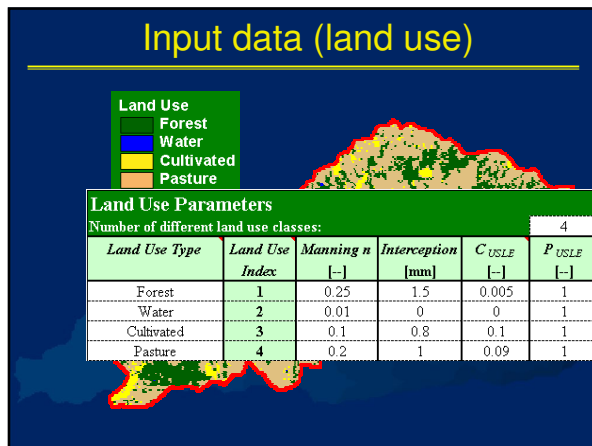 Input data (land use)
Land Use
Forest
Water
Cultivated
Pasture
Land Use Parameters
Number of different land use classes: 4
Land Use Type Land Use Manning n Interception C USLE P USLE
Index [--] [mm] [--] [--]
Forest 1 0.25 1.5 0.005 1
Water 2 0.01 0 0 1
Cultivated 3 0.1 0.8 0.1 1
Pasture 4 0.2 1 0.09 1